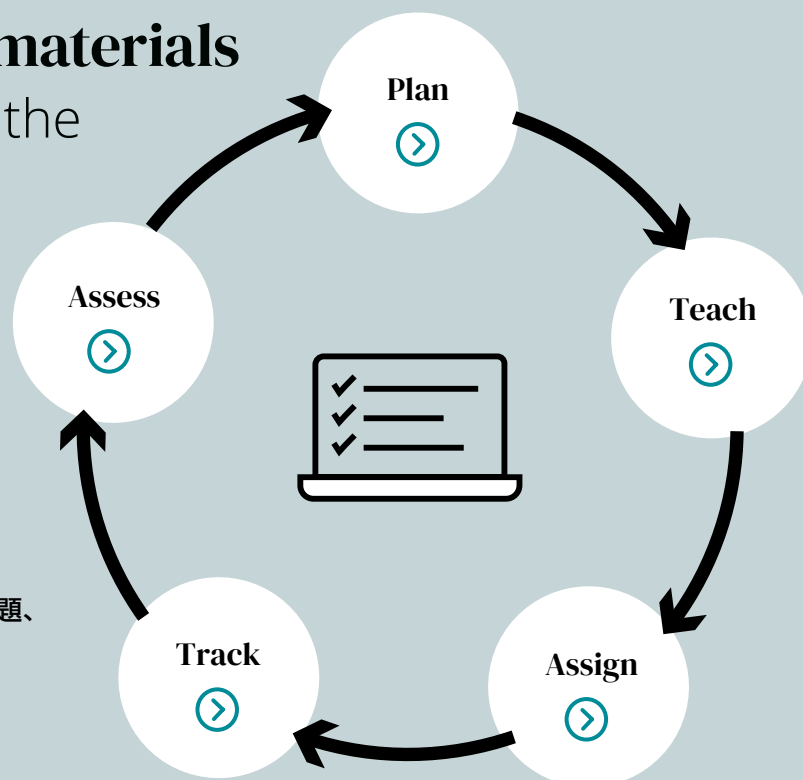 materials
the
Plan
Teach
Assign
Track
Assess
題、